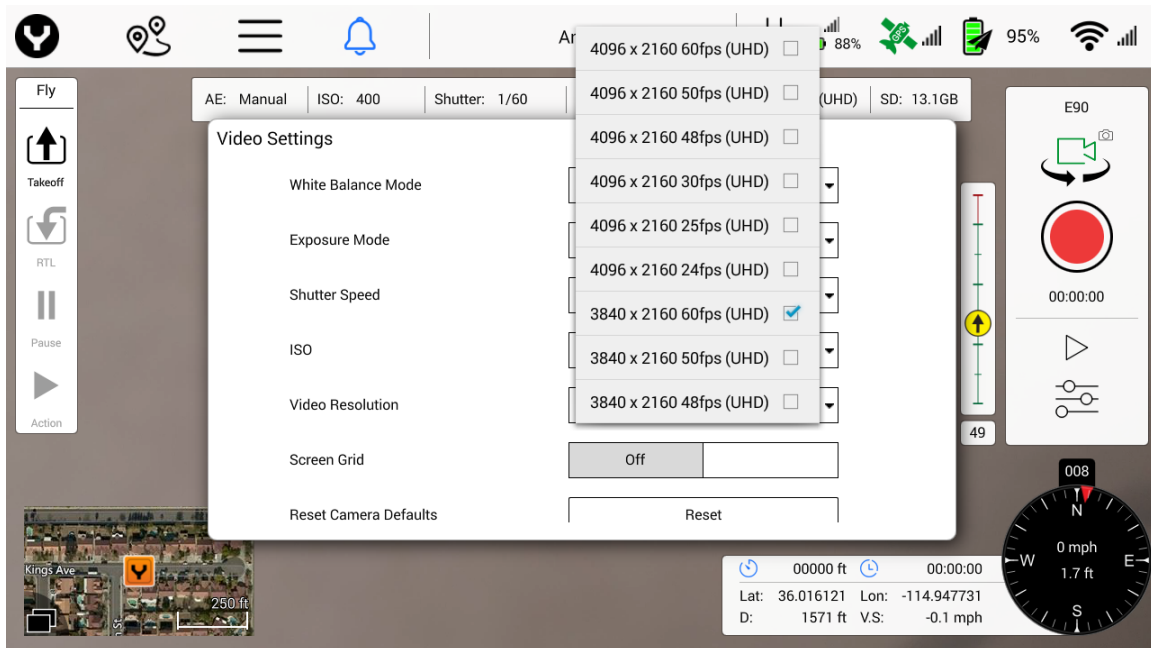 Ar
88%
GPS
95%
Fly
Takeoff
RTL
Pause
Action
AE: Manual ISO: 400 Shutter: 1/60 (UHD) SD: 13.1GB
Video Settings
White Balance Mode
Exposure Mode
Shutter Speed
ISO
Video Resolution
Screen Grid Off
Reset Camera Defaults Reset
4096 x 2160 60fps (UHD)
4096 x 2160 50fps (UHD)
4096 x 2160 48fps (UHD)
4096 x 2160 30fps (UHD)
4096 x 2160 25fps (UHD)
4096 x 2160 24fps (UHD)
3840 x 2160 60fps (UHD)
3840 x 2160 50fps (UHD)
3840 x 2160 48fps (UHD)
E90
00:00:00
49
008
N
W E
S
0 mph
1.7 ft
Kings Ave
250 ft
00000 ft 00:00:00
Lat: 36.016121 Lon: -114.947731
D: 1571 ft V.S: -0.1 mph